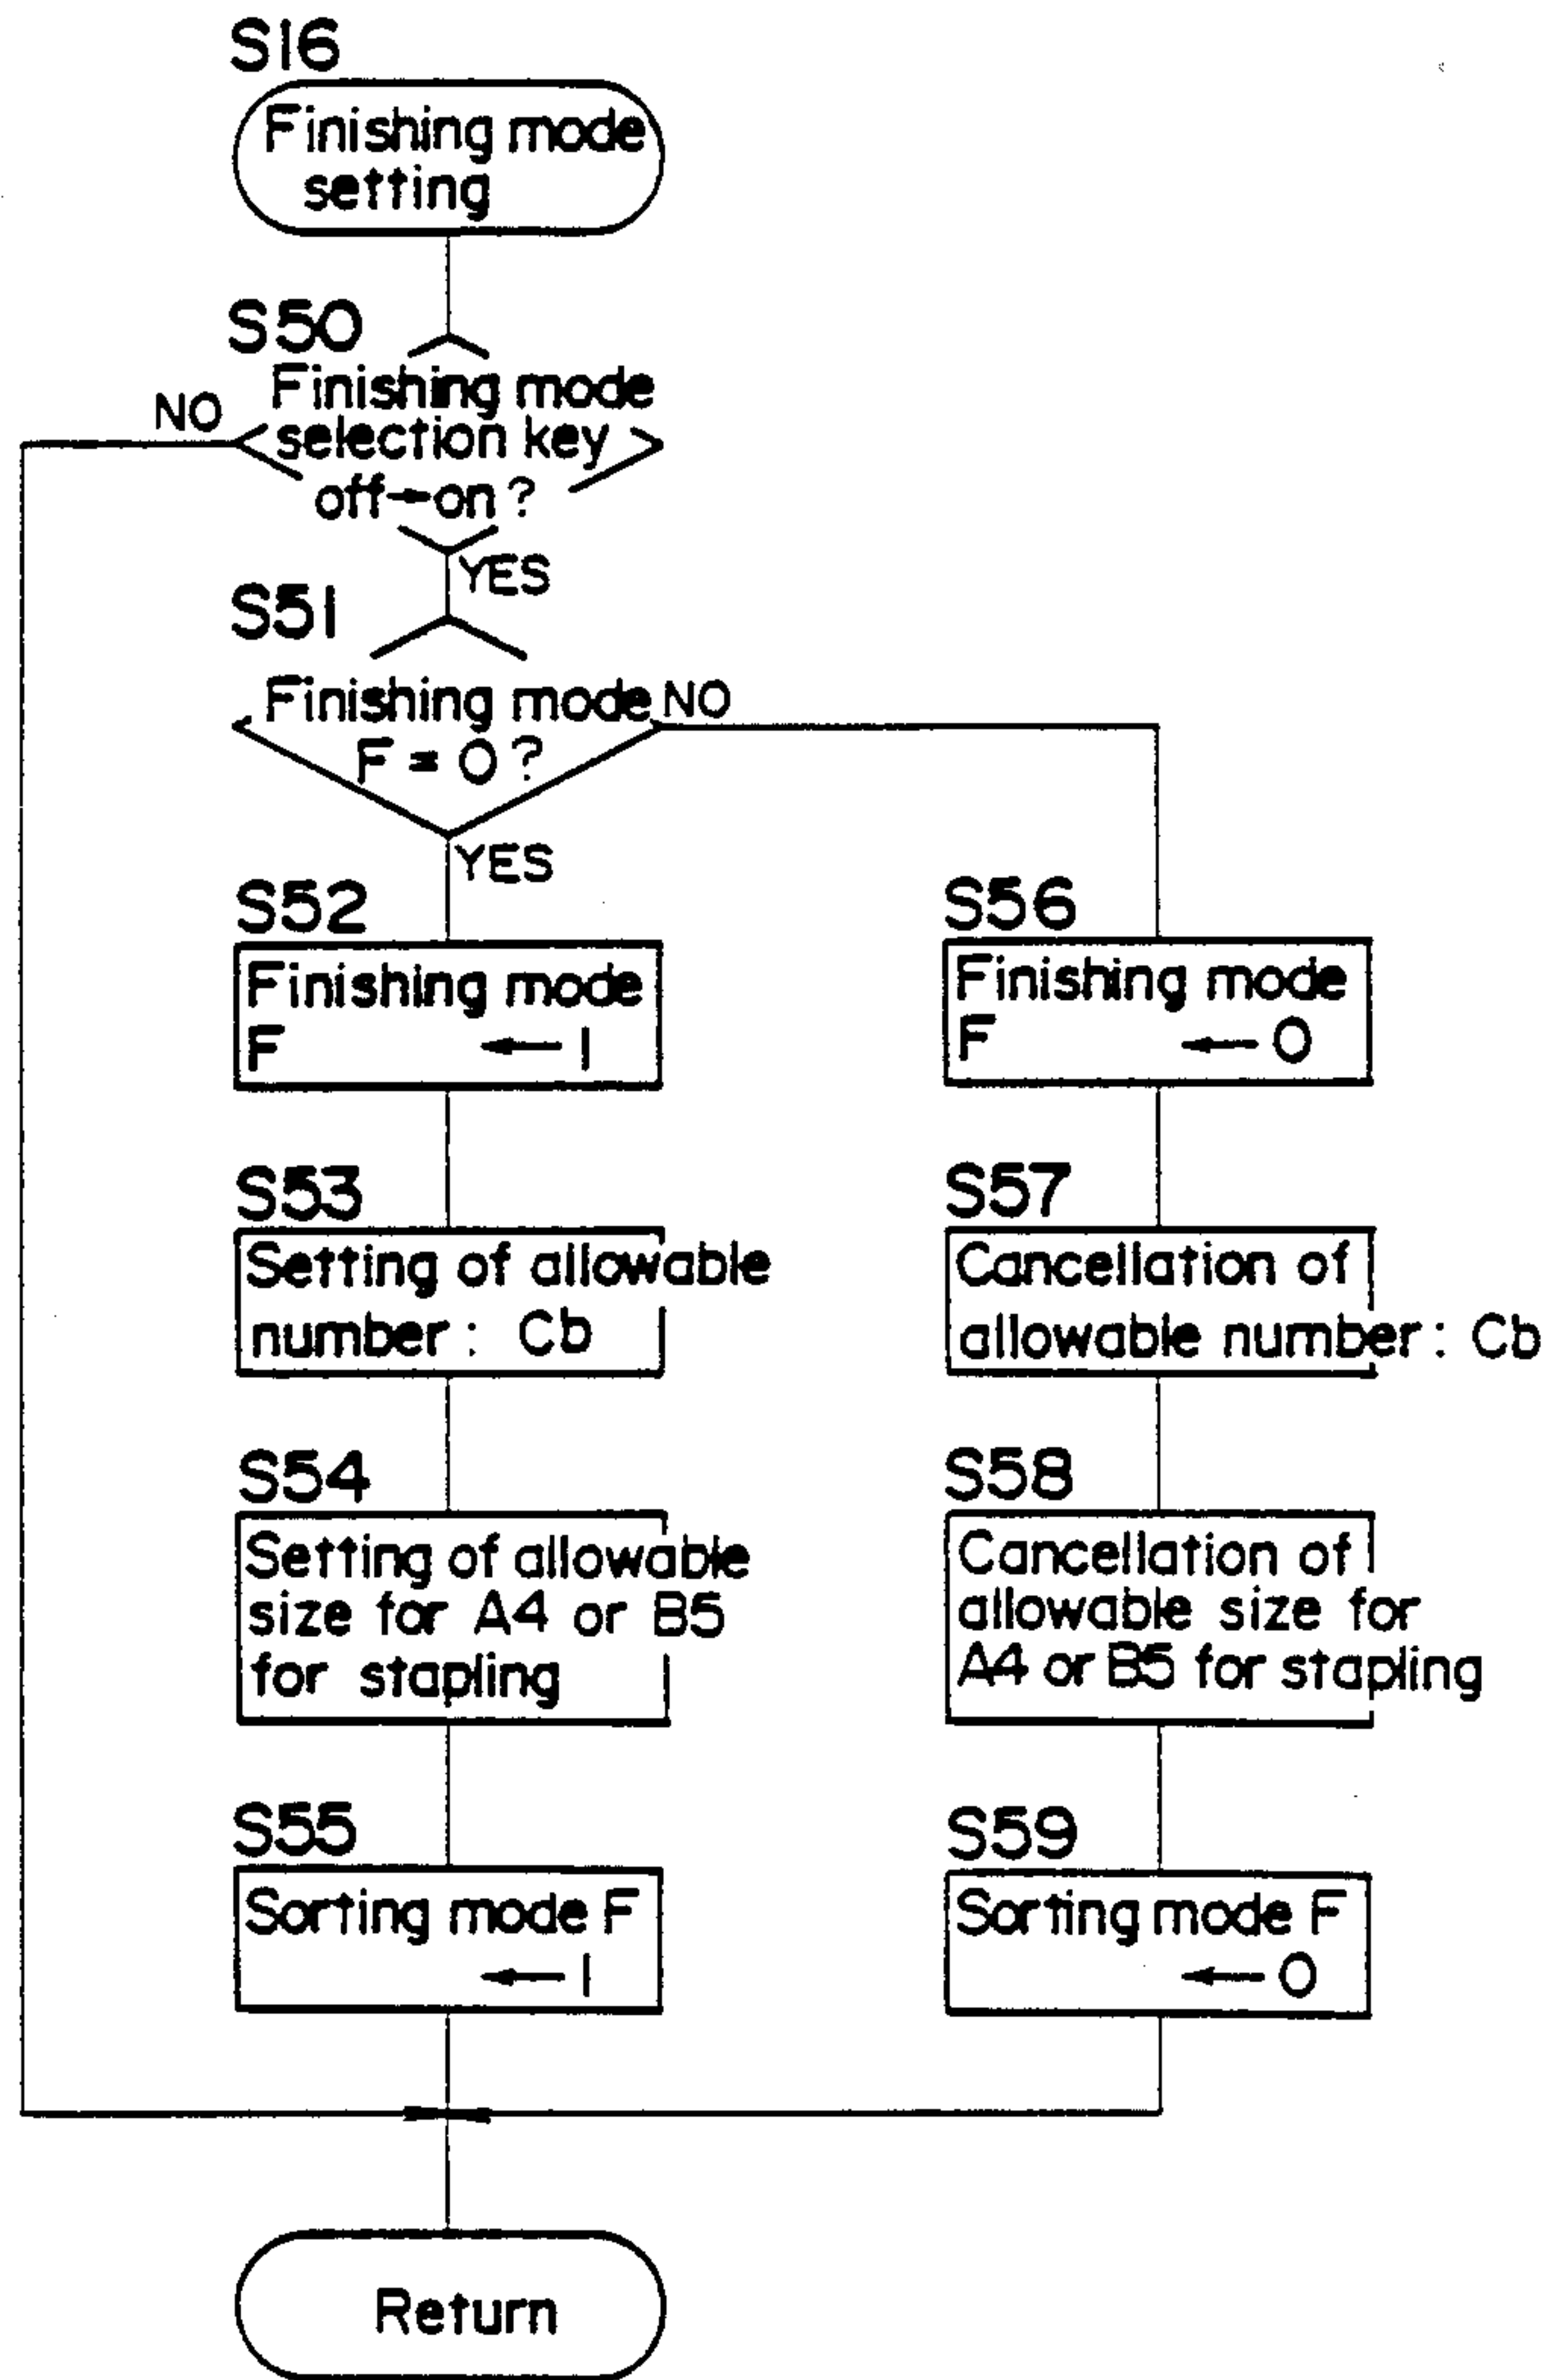 S16
Finishing mode
setting
S50
NO
Finishing mode
selection key
off→on?
YES
S51
Finishing mode
F = 0?
NO
YES
S52
Finishing mode
F ← 1
S53
Setting of allowable
number: Cb
S54
Setting of allowable
size for A4 or B5
for stapling
S55
Sorting mode F
← 1
S56
Finishing mode
F ← 0
S57
Cancellation of
allowable number: Cb
S58
Cancellation of
allowable size for
A4 or B5 for stapling
S59
Sorting mode F
← 0
Return